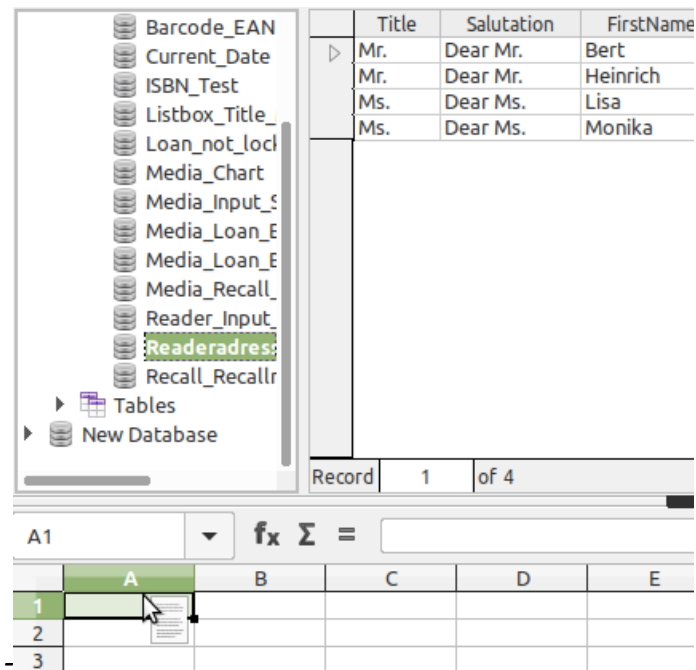 Barcode_EAN
Current_Date
ISBN_Test
Listbox_Title_
Loan_not_lock
Media_Chart
Media_Input_S
Media_Loan_E
Media_Loan_E
Media_Recall_
Reader_Input_
Readeradress
Recall_Recallr
Tables
New Database
Title Salutation FirstName
Mr. Dear Mr. Bert
Mr. Dear Mr. Heinrich
Ms. Dear Ms. Lisa
Ms. Dear Ms. Monika
Record 1 of 4
A1 fx Σ =
A B C D E
1
2
3